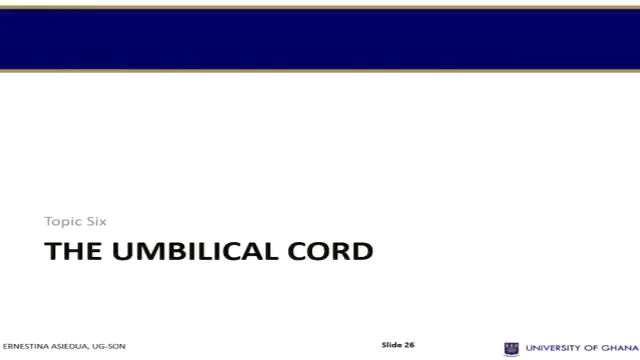 Topic Six
THE UMBILICAL CORD
ERNESTINA ASIEDUA, UG-SON
Slide 26
UNIVERSITY OF GHANA